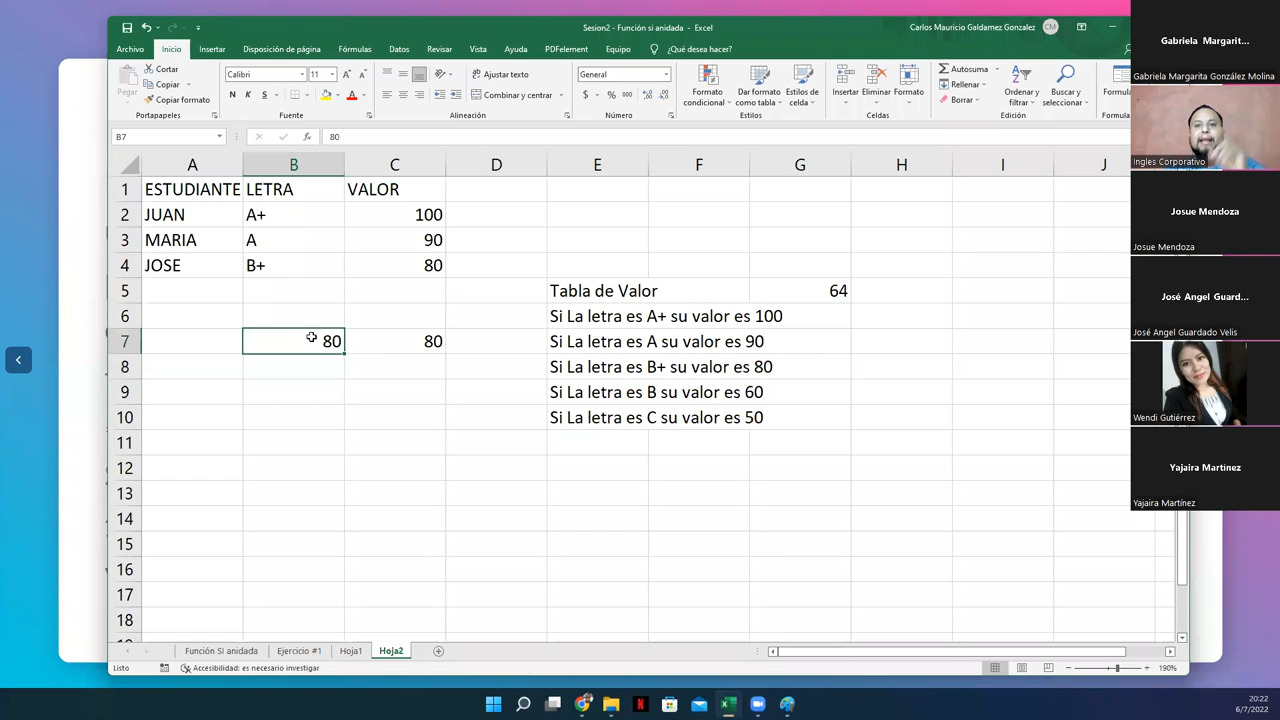 Sesion2 - Función si anidada - Excel
Carlos Mauricio Galdamez Gonzalez CM
Archivo Inicio Insertar Disposición de página Fórmulas Datos Revisar Vista Ayuda PDFelement Equipo ¿Qué desea hacer?
Pegar
Cortar
Copiar
Copiar formato
Portapapeles
Calibri 11
N K S
Fuente
Ajustar texto
Combinar y centrar
Alineación
General
$ % 000
Número
Formato condicional
Dar formato como tabla
Estilos de celda
Estilos
Insertar Eliminar Formato
Celdas
Autosuma
Rellenar
Borrar
Ordenar y filtrar
Buscar y seleccionar
Edición
B7 fx 80
A B C D E F G H I J
1 ESTUDIANTE LETRA VALOR
2 JUAN A+ 100
3 MARIA A 90
4 JOSE B+ 80
5 Tabla de Valor 64
6 Si La letra es A+ su valor es 100
7 80 80 Si La letra es A su valor es 90
8 Si La letra es B+ su valor es 80
9 Si La letra es B su valor es 60
10 Si La letra es C su valor es 50
11
12
13
14
15
16
17
18
Función SI anidada Ejercicio #1 Hoja1 Hoja2
Listo Accesibilidad: es necesario investigar 190%
Gabriela Margarit...
Gabriela Margarita González Molina
Ingles Corporativo
Josue Mendoza
Josue Mendoza
José Angel Guard...
José Angel Guardado Velis
Wendi Gutiérrez
Yajaira Martínez
Yajaira Martínez
20:22
6/7/2022